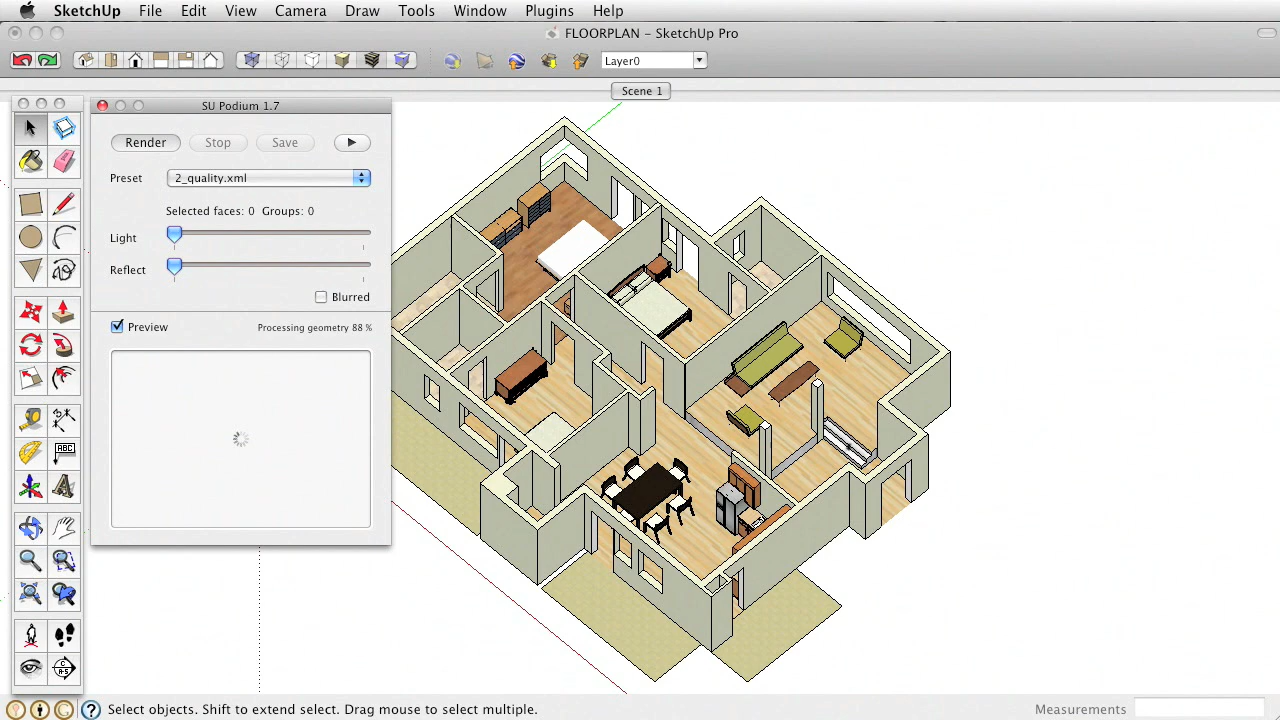 SketchUp File Edit View Camera Draw Tools Window Plugins Help
FLOORPLAN – SketchUp Pro
Layer0
Scene 1
SU Podium 1.7
Render Stop Save
Preset 2_quality.xml
Selected faces: 0 Groups: 0
Light
Reflect
Blurred
Preview Processing geometry 88 %
ABC
A
C
A-5
Select objects. Shift to extend select. Drag mouse to select multiple.
Measurements